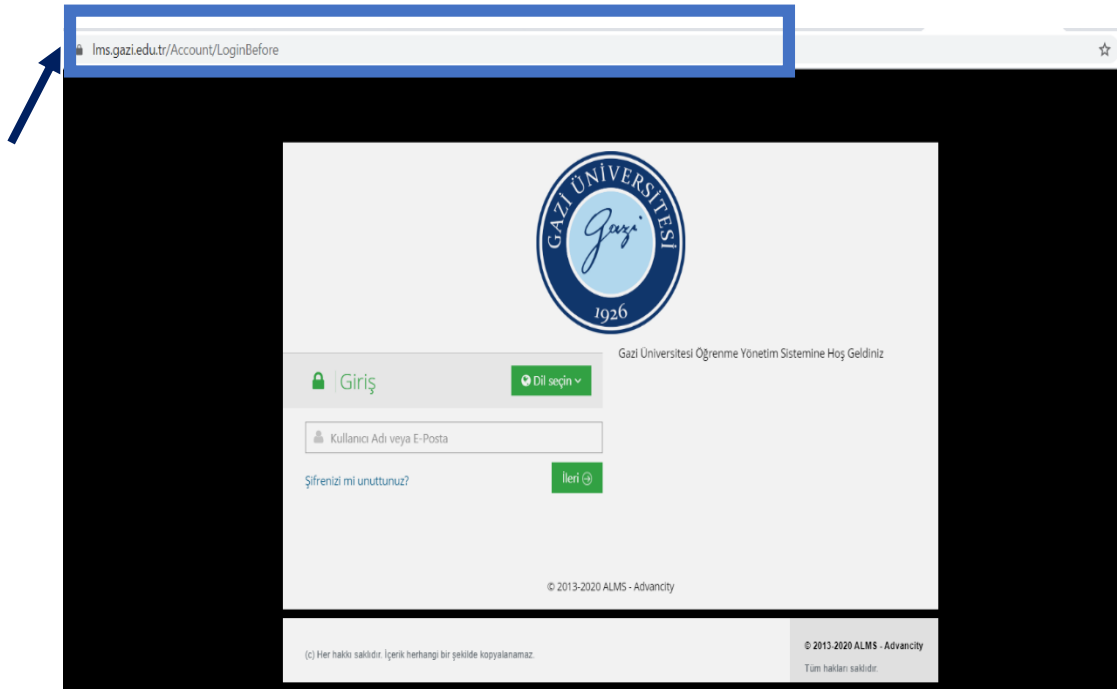 lms.gazi.edu.tr/Account/LoginBefore
GAZİ ÜNİVERSİTESİ
Gazi
1926
Gazi Üniversitesi Öğrenme Yönetim Sistemine Hoş Geldiniz
Giriş
Dil seçin
Kullanıcı Adı veya E-Posta
Şifrenizi mi unuttunuz?
İleri
© 2013-2020 ALMS - Advancity
(c) Her hakkı saklıdır. İçerik herhangi bir şekilde kopyalanamaz.
© 2013-2020 ALMS - Advancity
Tüm hakları saklıdır.